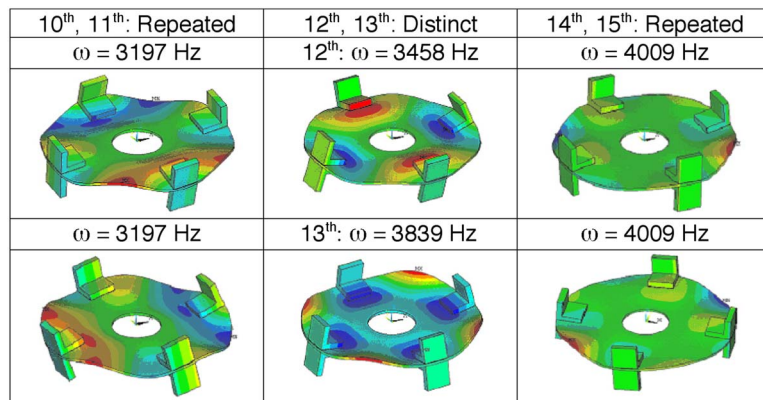 10th, 11th: Repeated
12th, 13th: Distinct
14th, 15th: Repeated
ω = 3197 Hz
12th: ω = 3458 Hz
ω = 4009 Hz
ω = 3197 Hz
13th: ω = 3839 Hz
ω = 4009 Hz